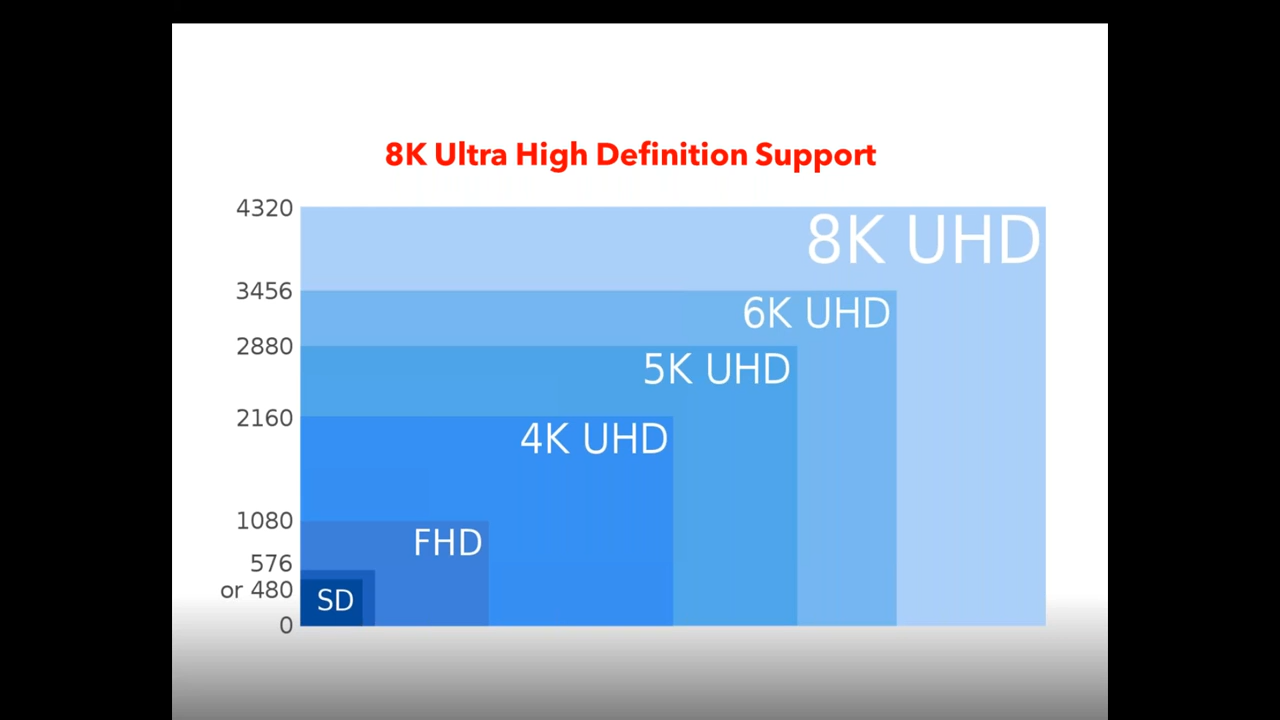 8K Ultra High Definition Support
4320
8K UHD
3456
6K UHD
2880
5K UHD
2160
4K UHD
1080
FHD
576
or 480
SD
0